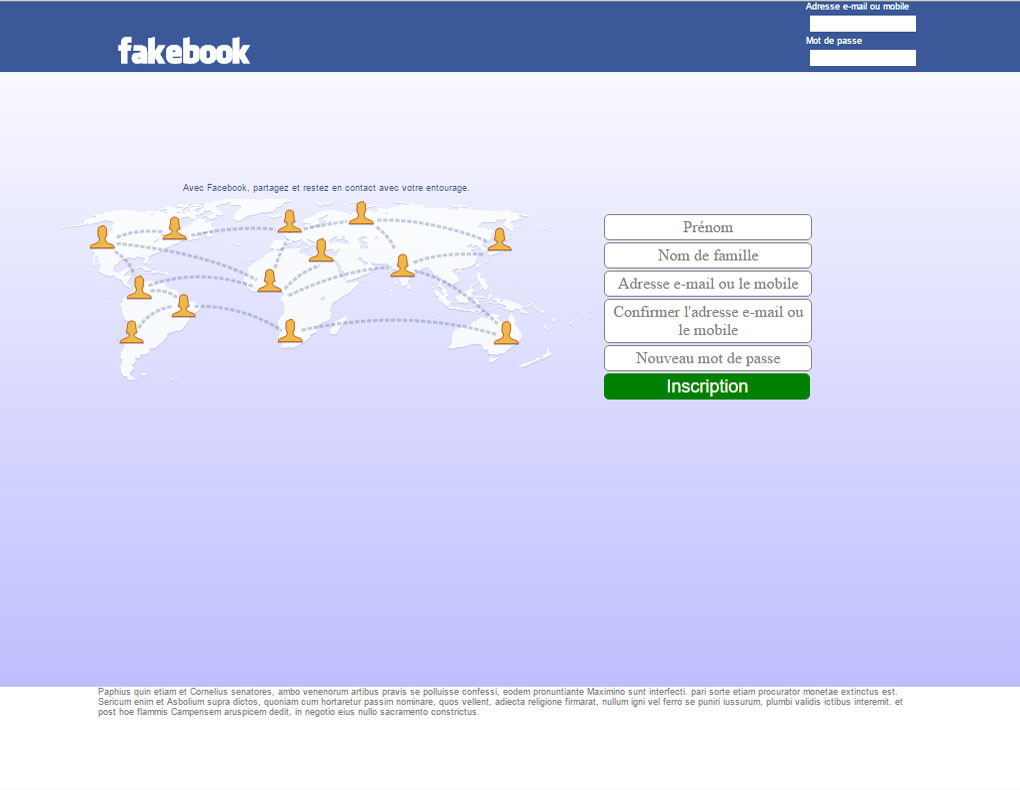 Adresse e-mail ou mobile
fakebook
Mot de passe
Avec Facebook, partagez et restez en contact avec votre entourage.
Prénom
Nom de famille
Adresse e-mail ou le mobile
Confirmer l'adresse e-mail ou
le mobile
Nouveau mot de passe
Inscription
Paphius quin etiam et Cornelius senatores, ambo venenorum artibus pravis se polluisse confessi, eodem pronuntiante Maximino sunt interfecti. pari sorte etiam procurator monetae extinctus est.
Sericum enim et Asbolium supra dictos, quoniam cum hortaretur passim nominare, quos vellent, adiecta religione firmarat, nullum igni vel ferro se puniri iussurum, plumbi validis ictibus interemit. et
post hoe flammis Campensem aruspicem dedit, in negotio eius nullo sacramento constrictus.